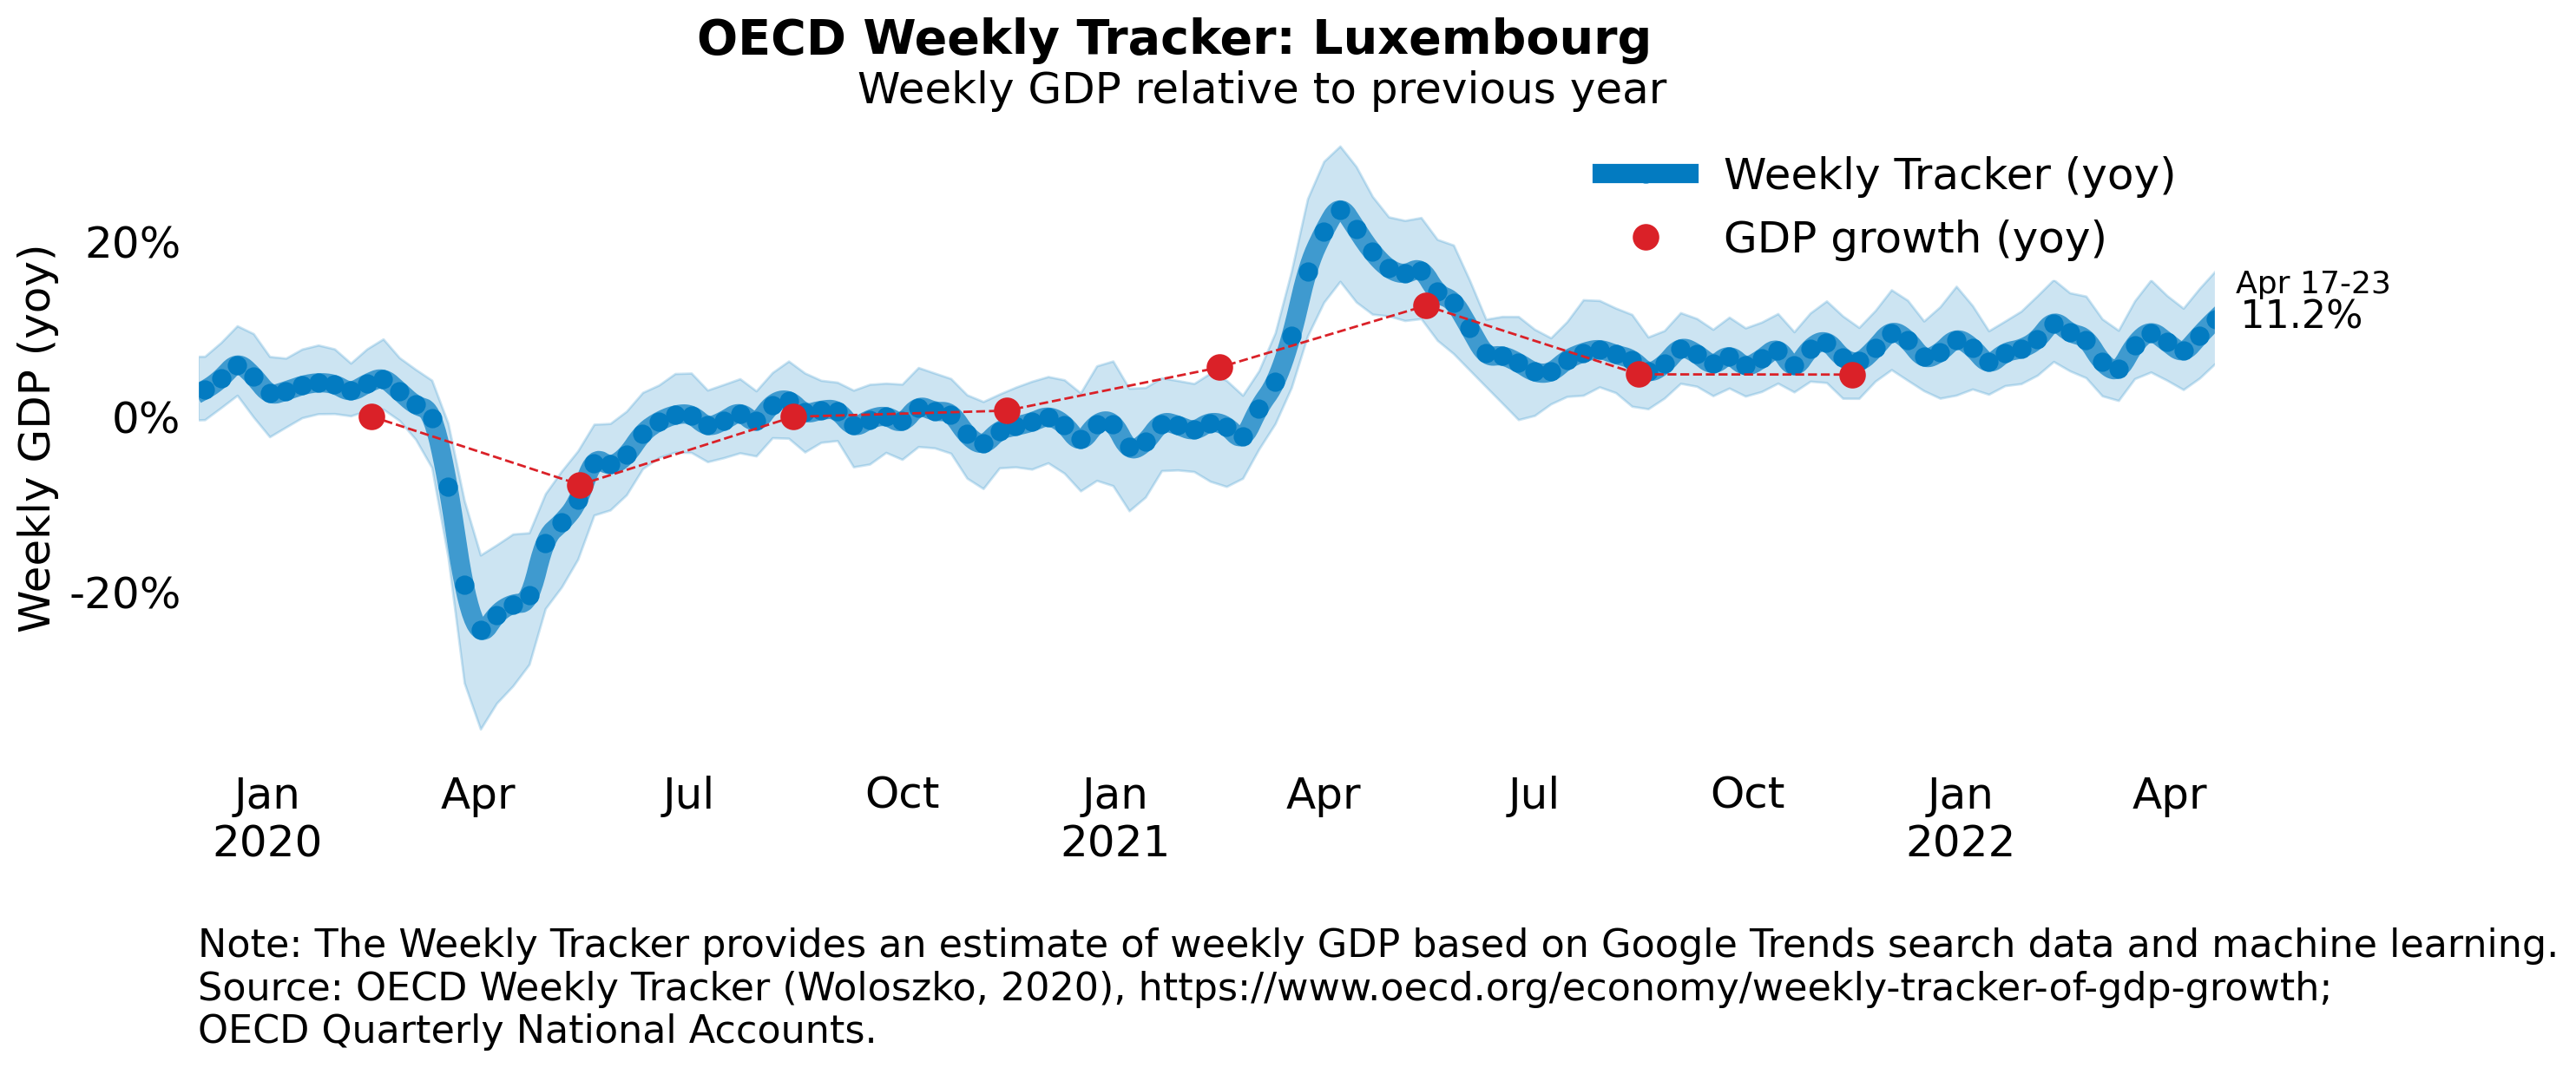 OECD Weekly Tracker: Luxembourg
Weekly GDP relative to previous year
Weekly Tracker (yoy)
GDP growth (yoy)
Weekly GDP (yoy)
20%
0%
-20%
Apr 17-23
11.2%
Jan Apr Jul Oct Jan Apr Jul Oct Jan Apr
2020 2021 2022
Note: The Weekly Tracker provides an estimate of weekly GDP based on Google Trends search data and machine learning.
Source: OECD Weekly Tracker (Woloszko, 2020), https://www.oecd.org/economy/weekly-tracker-of-gdp-growth;
OECD Quarterly National Accounts.